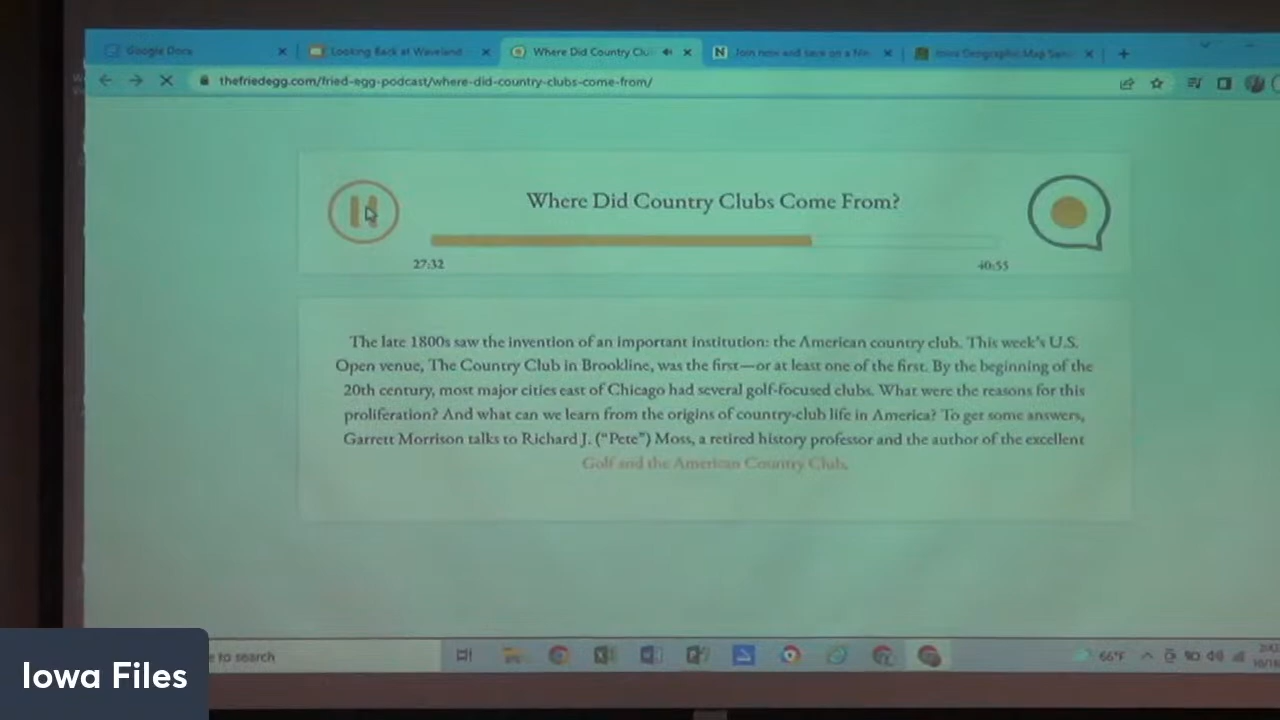 Google Docs
Looking Back at Waveland
Where Did Country Clu
N Join now and save on a
Map
thefriedegg.com/fried-egg-podcast/where-did-country-clubs-come-from/
Where Did Country Clubs Come From?
27:32
40:55
The late 1800s saw the invention of an important institution: the American country club. This week's U.S.
Open venue, The Country Club in Brookline, was the first—or at least one of the first. By the beginning of the
20th century, most major cities east of Chicago had several golf-focused clubs. What were the reasons for this
proliferation? And what can we learn from the origins of country-club life in America? To get some answers,
Garrett Morrison talks to Richard J. ("Pete") Moss, a retired history professor and the author of the excellent
Golf and the American Country Club.
e to search
66°F
Iowa Files